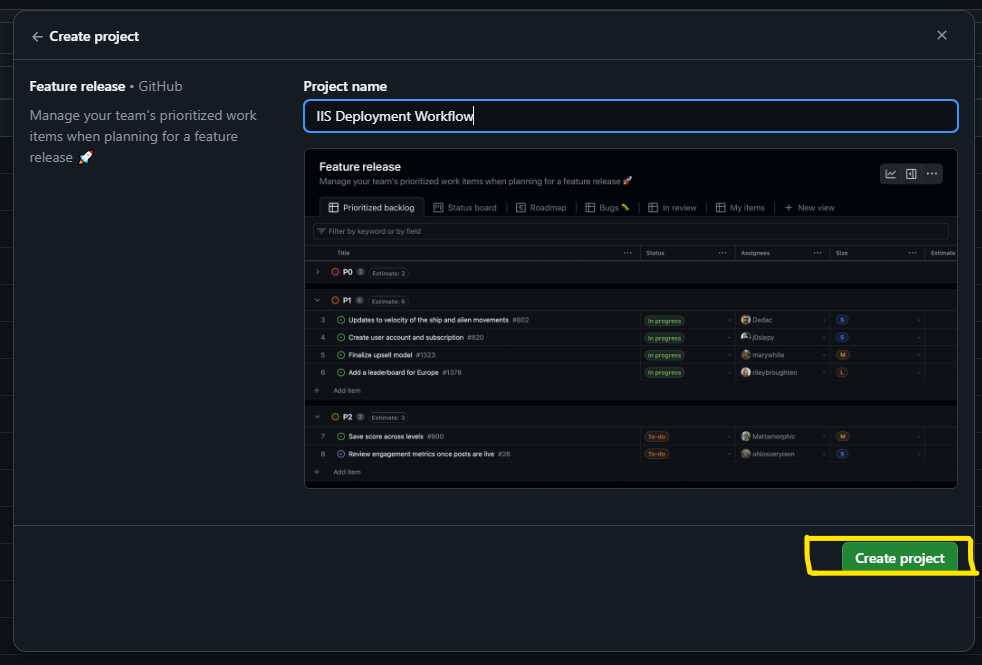 ← Create project
Feature release • GitHub
Manage your team's prioritized work
items when planning for a feature
release 🚀
Project name
IIS Deployment Workflow
Feature release
Manage your team's prioritized work items when planning for a feature release 🚀
Prioritized backlog Status board Roadmap Bugs 🐛 In review My items + New view
Filter by keyword or by field
Title Status Assignees Size Estimate
P0 2 Estimate: 2
P1 Estimate: 6
3 Updates to velocity of the ship and alien movements #802 In progress Dedac S
4 Create user account and subscription #820 In progress j0siepy S
5 Finalize upsell model #1323 In progress marywhite M
6 Add a leaderboard for Europe #1378 In progress rileybroughten L
+ Add item
P2 Estimate: 3
7 Save score across levels #800 To-do Mattamorphic M
8 Review engagement metrics once posts are live #26 To-do ohiosveryown S
+ Add item
Create project